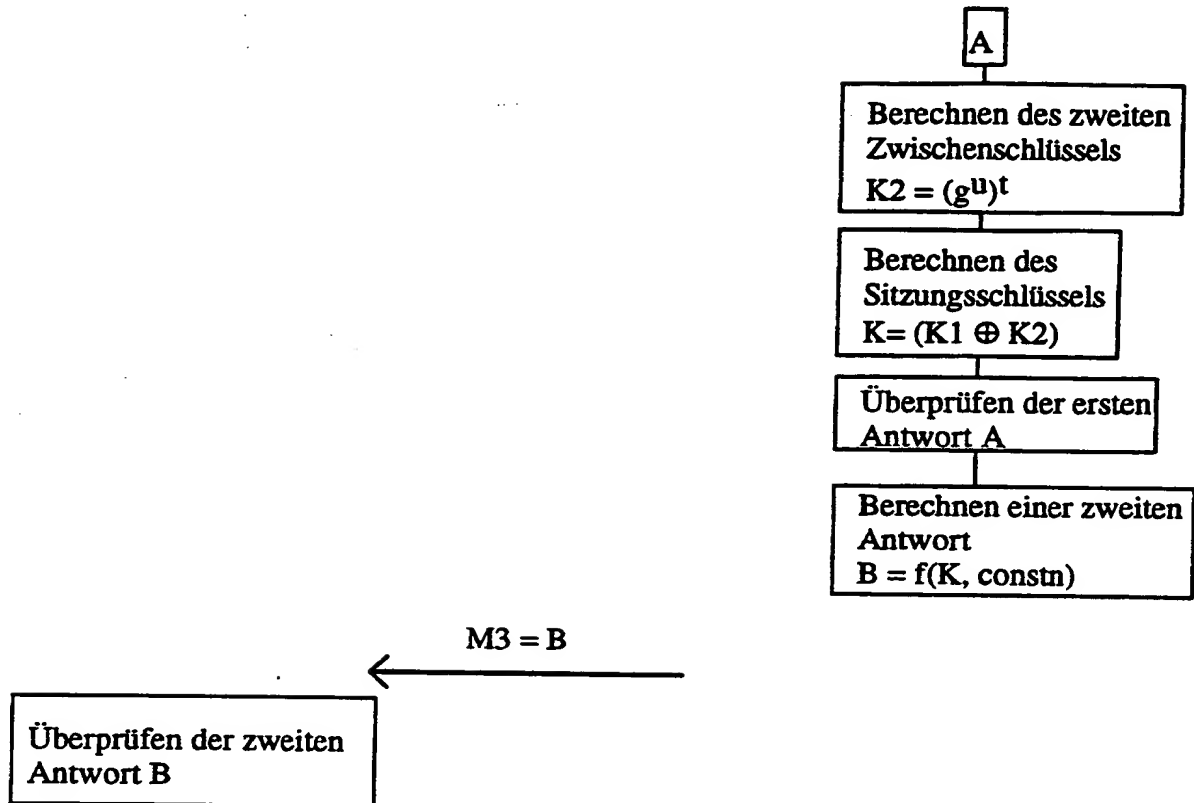 A
Berechnen des zweiten
Zwischenschlüssels
K2 = (gᵘ)ᵗ
Berechnen des
Sitzungsschlüssels
K= (K1 ⊕ K2)
Überprüfen der ersten
Antwort A
Berechnen einer zweiten
Antwort
B = f(K, constn)
M3 = B
Überprüfen der zweiten
Antwort B